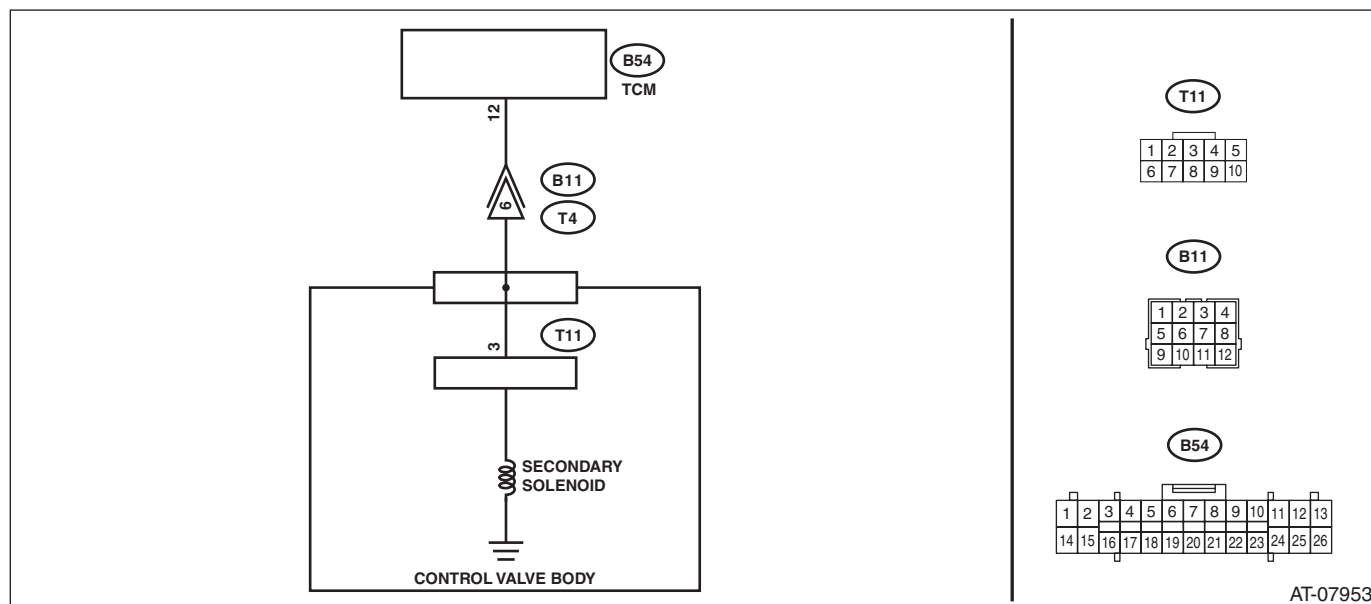 B54
TCM
12
B11
6
T4
T11
3
SECONDARY
SOLENOID
CONTROL VALVE BODY
T11
1 2 3 4 5
6 7 8 9 10
B11
1 2 3 4
5 6 7 8
9 10 11 12
B54
1 2 3 4 5 6 7 8 9 10 11 12 13
14 15 16 17 18 19 20 21 22 23 24 25 26
AT-07953